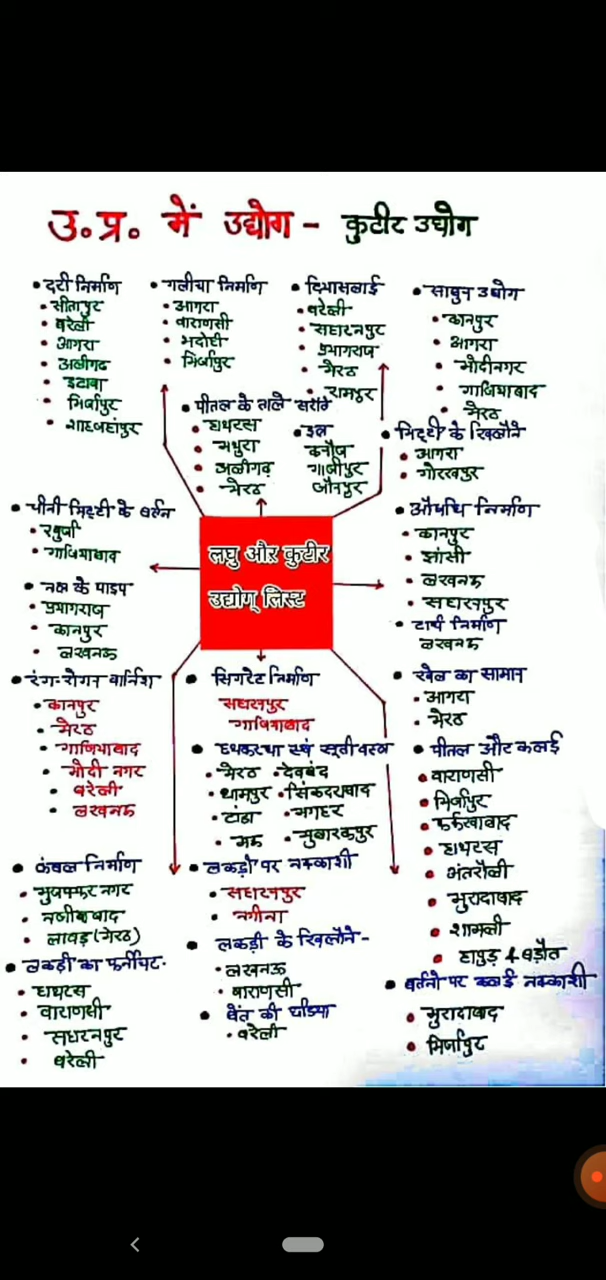 उ.प्र. में उद्योग - कुटीर उद्योग
• दरी निर्माण
• सीतापुर
• बरेली
• आगरा
• अलीगढ
• इटावा
• मिर्जापुर
• शाहजहांपुर
• गलीचा निर्माण
• आगरा
• वाराणसी
• भदोही
• मिर्जापुर
• दियासलाई
• बरेली
• सहारनपुर
• प्रयागराज
• मेरठ
• रामपुर
• साबुन उद्योग
• कानपुर
• आगरा
• मोदीनगर
• गाजियाबाद
• मेरठ
• पीतल के ताले सरौते
• हाथरस
• मथुरा
• अलीगढ़
• मेरठ
• इत्र
कन्नौज
गाजीपुर
जौनपुर
• मिट्टी के खिलौने
• आगरा
• गोरखपुर
• चीनी मिट्टी के बर्तन
• खुर्जा
• गाजियाबाद
• नल के पाइप
• प्रयागराज
• कानपुर
• लखनऊ
लघु और कुटीर
उद्योग् लिस्ट
• औषधि निर्माण
• कानपुर
• झांसी
• लखनऊ
• सहारनपुर
• टार्च निर्माण
लखनऊ
• रंग-रोगन वार्निश
• कानपुर
• मेरठ
• गाजियाबाद
• मोदी नगर
• बरेली
• लखनऊ
• सिगरेट निर्माण
सहारनपुर
गाजियाबाद
• खेल का सामान
• आगरा
• मेरठ
• हथकरघा एवं सूती वस्त्र
• मेरठ • देवबंद
• धामपुर • सिकंदराबाद
• टांडा • मगहर
• मऊ • मुबारकपुर
• पीतल और कलई
• वाराणसी
• मिर्जापुर
• फर्रुखाबाद
• हाथरस
• अंतरौली
• मुरादाबाद
• शामली
• हापुड़ & बड़ौत
• कंबल निर्माण
• मुजफ्फर नगर
• नजीबाबाद
• लावड़ (मेरठ)
• लकड़ी पर नक्काशी
• सहारनपुर
• नगीना
• लकड़ी का फर्नीचर.
• हाथरस
• वाराणसी
• सहारनपुर
• बरेली
• लकड़ी के खिलौने-
• लखनऊ
• वाराणसी
• बेंत की छड़िया
• बरेली
• बर्तनो पर कलई नक्काशी
• मुरादाबाद
• मिर्जापुर